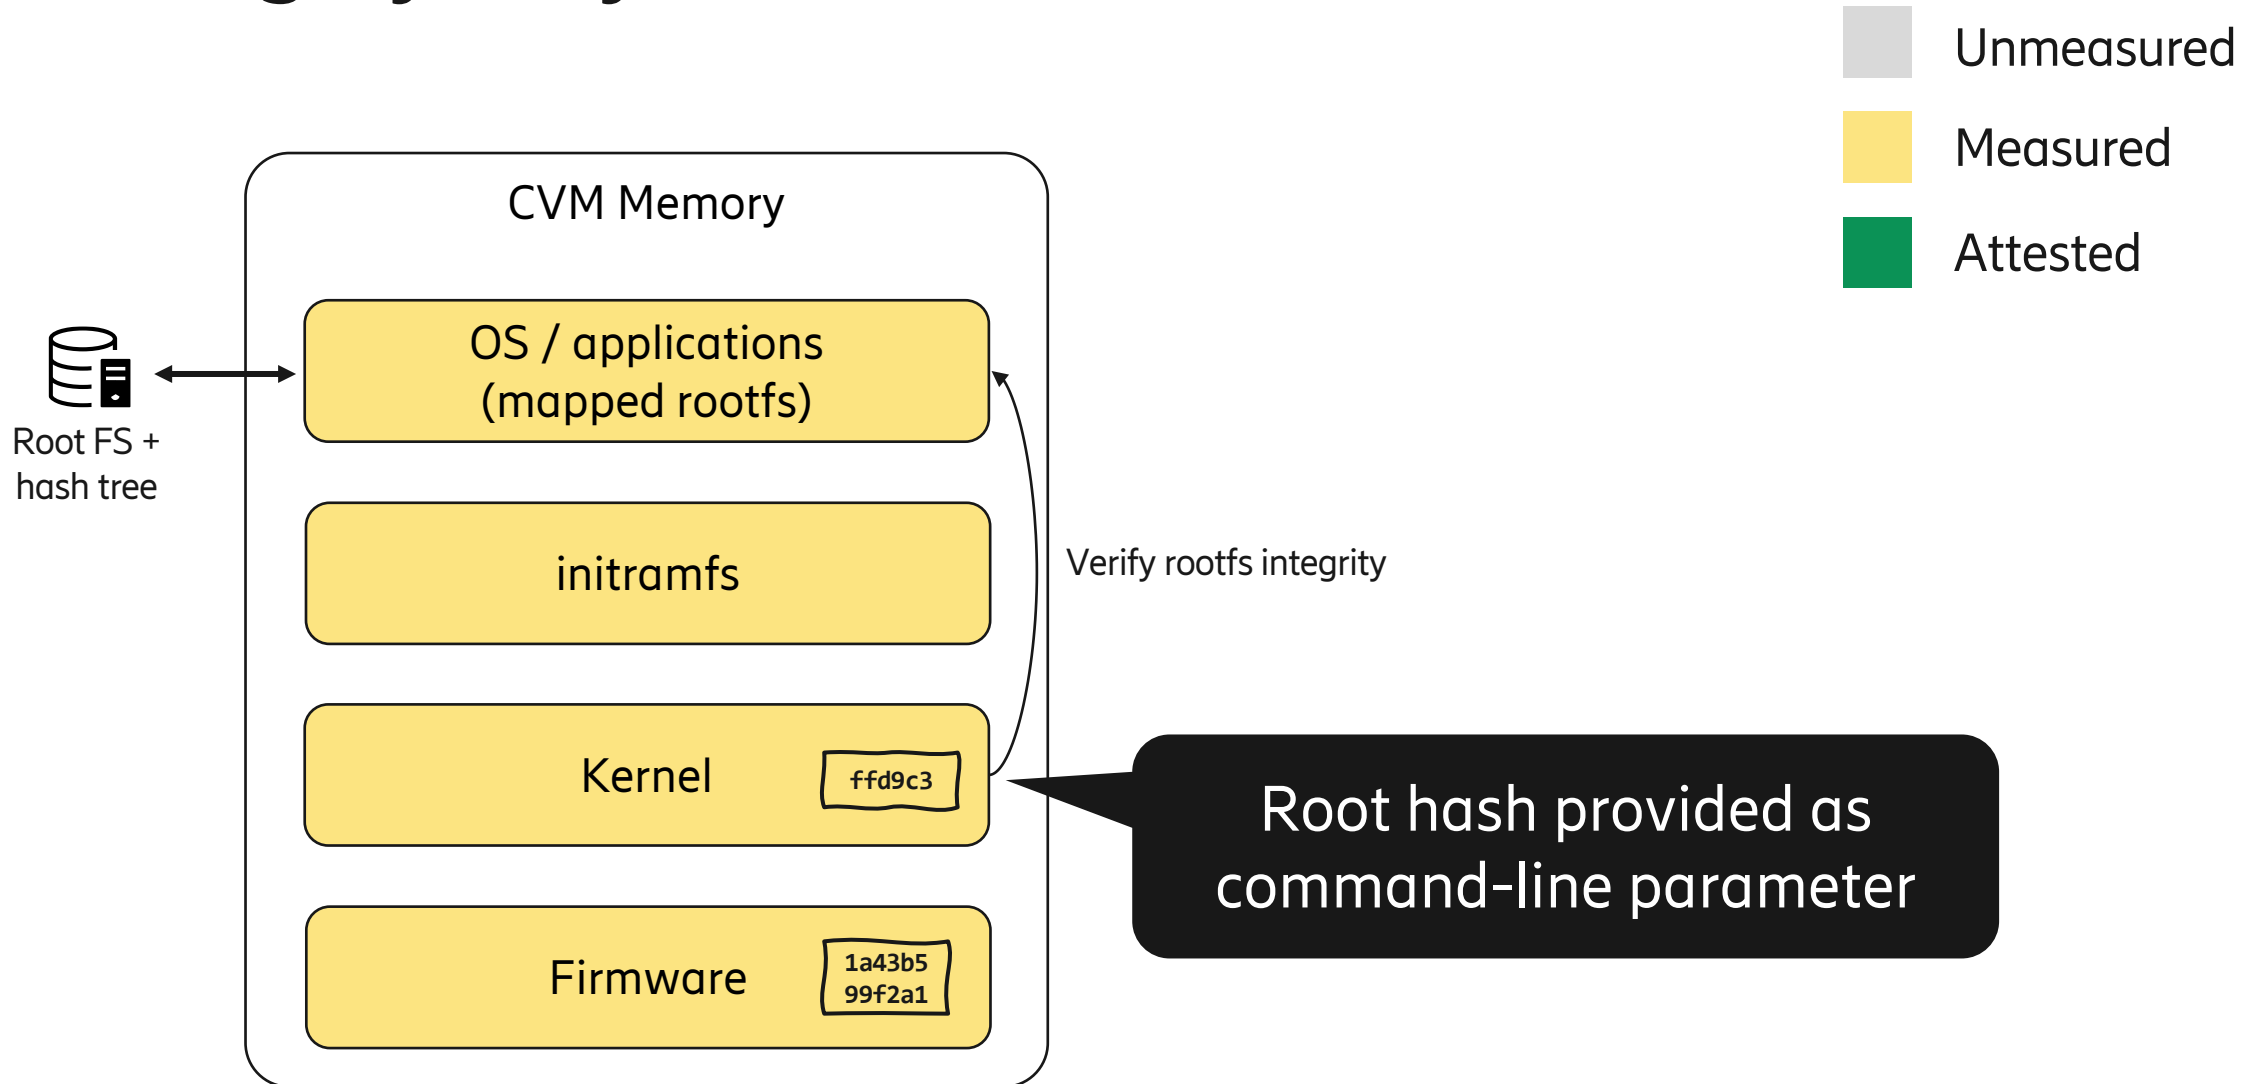 Unmeasured
Measured
Attested
CVM Memory
OS / applications
(mapped rootfs)
Root FS +
hash tree
initramfs
Verify rootfs integrity
Kernel
ffd9c3
Root hash provided as
command-line parameter
Firmware
1a43b5
99f2a1